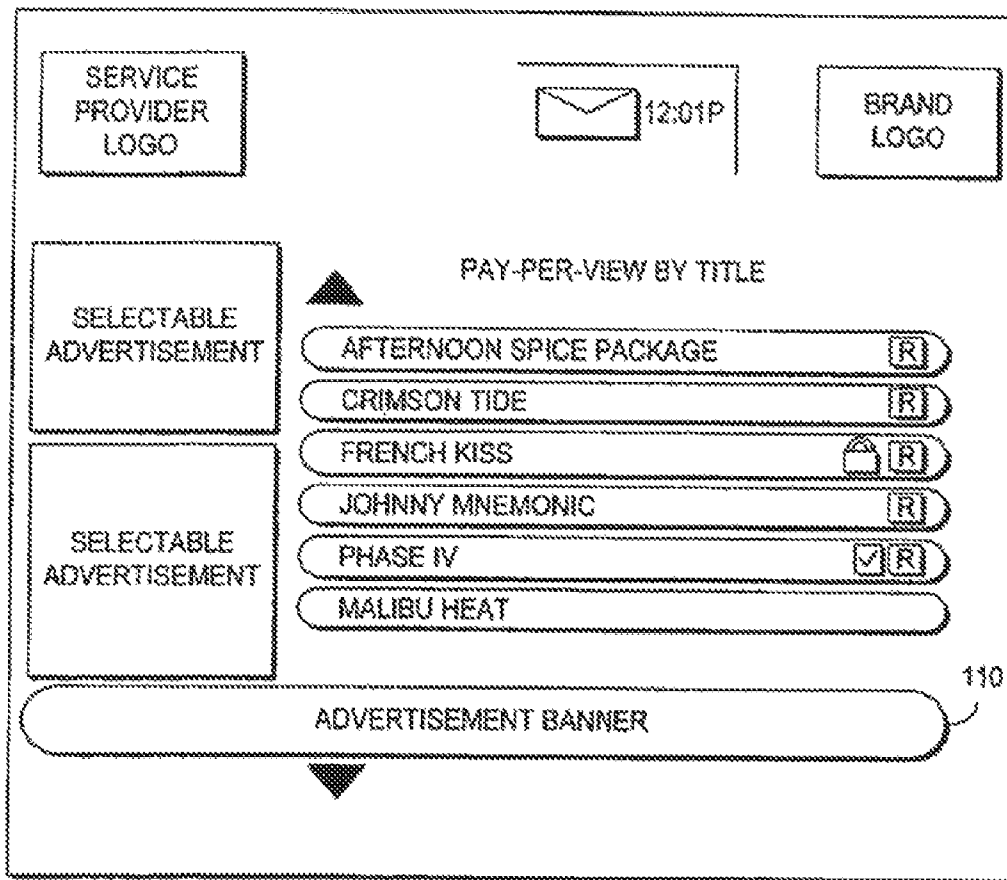 SERVICE
PROVIDER
LOGO
12:01P
BRAND
LOGO
SELECTABLE
ADVERTISEMENT
SELECTABLE
ADVERTISEMENT
PAY-PER-VIEW BY TITLE
AFTERNOON SPICE PACKAGE R
CRIMSON TIDE R
FRENCH KISS R
JOHNNY MNEMONIC R
PHASE IV R
MALIBU HEAT
ADVERTISEMENT BANNER
110